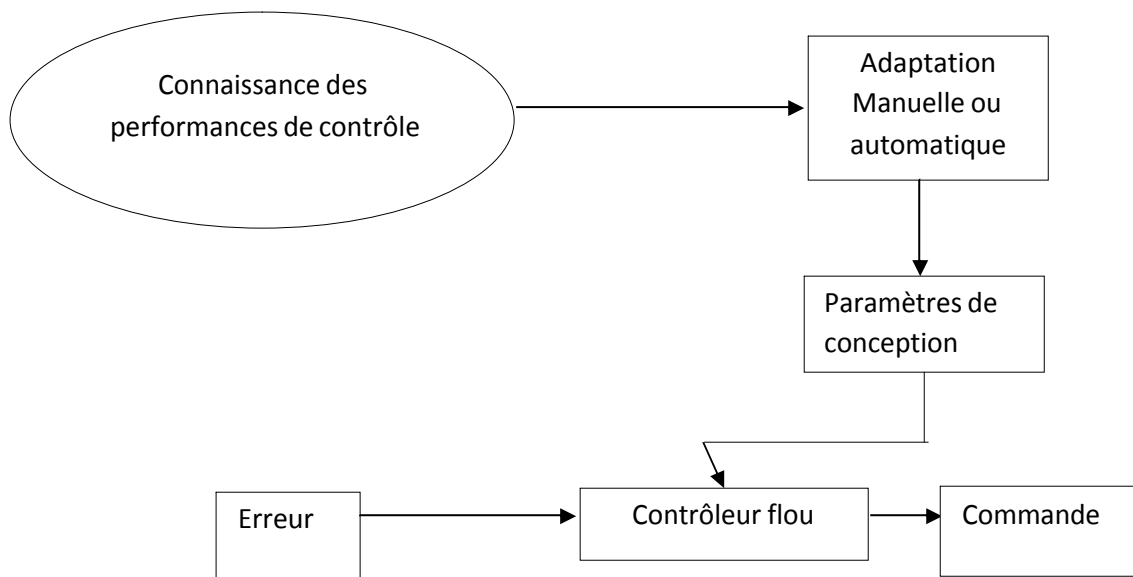 Connaissance des
performances de contrôle
Adaptation
Manuelle ou
automatique
Paramètres de
conception
Erreur
Contrôleur flou
Commande